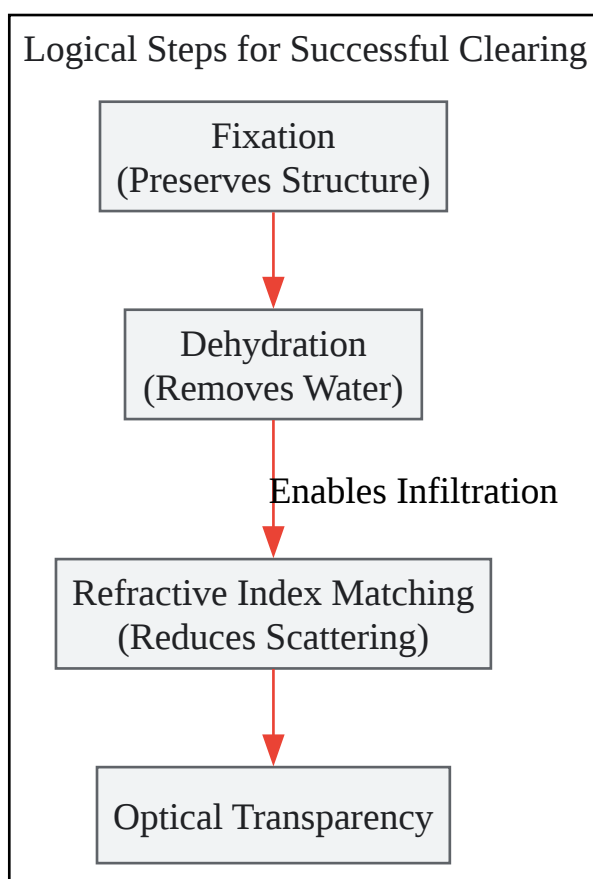 Logical Steps for Successful Clearing
Fixation
(Preserves Structure)
Dehydration
(Removes Water)
Enables Infiltration
Refractive Index Matching
(Reduces Scattering)
Optical Transparency